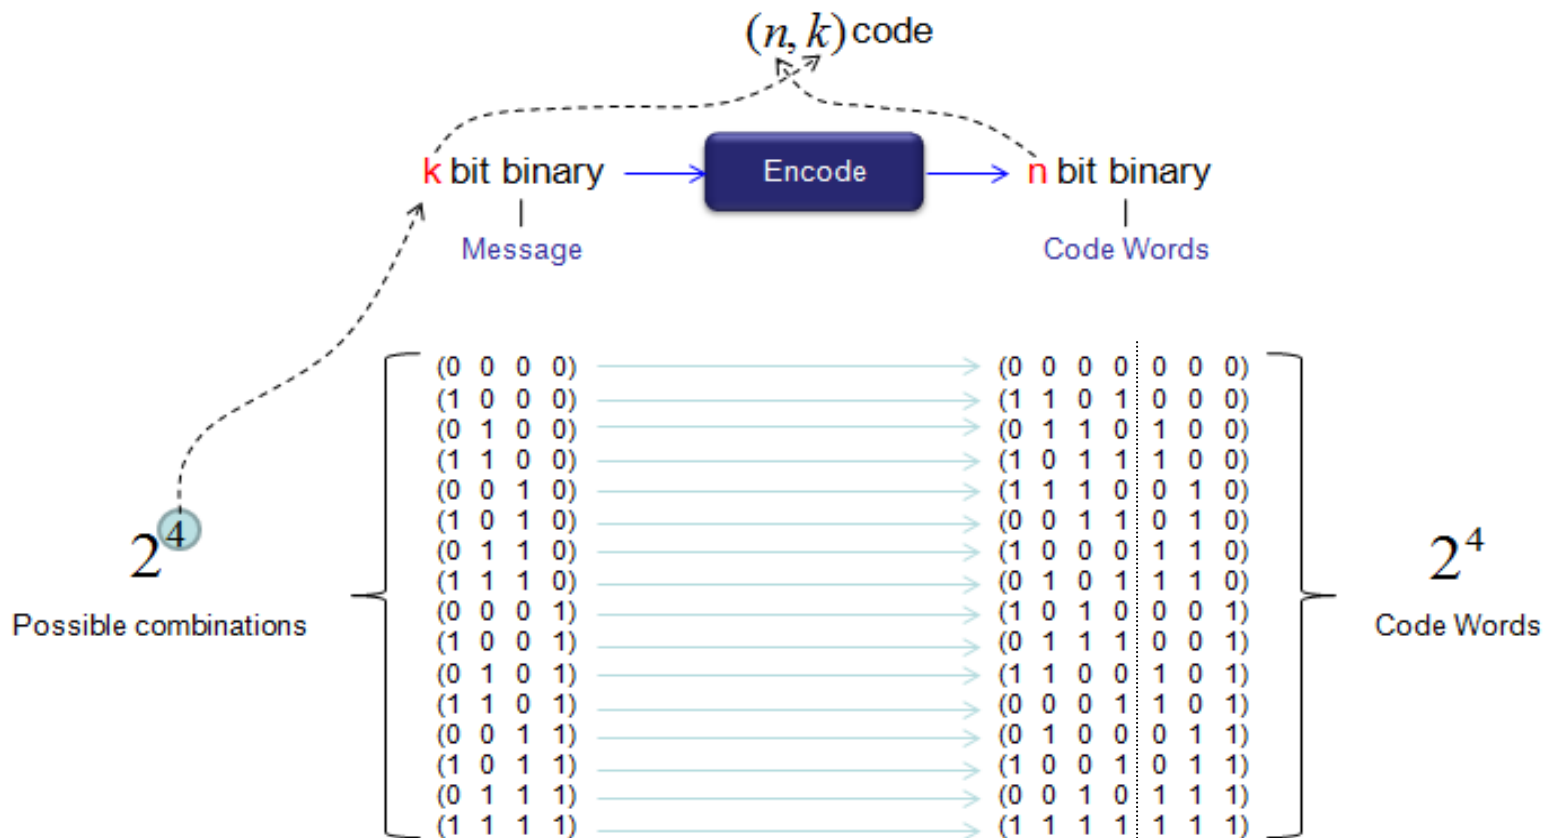 (n, k) code
k bit binary Encode n bit binary
Message Code Words
(0 0 0 0) (0 0 0 0 0 0 0)
(1 0 0 0) (1 1 0 1 0 0 0)
(0 1 0 0) (0 1 1 0 1 0 0)
(1 1 0 0) (1 0 1 1 1 0 0)
(0 0 1 0) (1 1 1 0 0 1 0)
(1 0 1 0) (0 0 1 1 0 1 0)
(0 1 1 0) (1 0 0 0 1 1 0)
(1 1 1 0) (0 1 0 1 1 1 0)
(0 0 0 1) (1 0 1 0 0 0 1)
(1 0 0 1) (0 1 1 1 0 0 1)
(0 1 0 1) (1 1 0 0 1 0 1)
(1 1 0 1) (0 0 0 1 1 0 1)
(0 0 1 1) (0 1 0 0 0 1 1)
(1 0 1 1) (1 0 0 1 0 1 1)
(0 1 1 1) (0 0 1 0 1 1 1)
(1 1 1 1) (1 1 1 1 1 1 1)
2⁴
Possible combinations
2⁴
Code Words